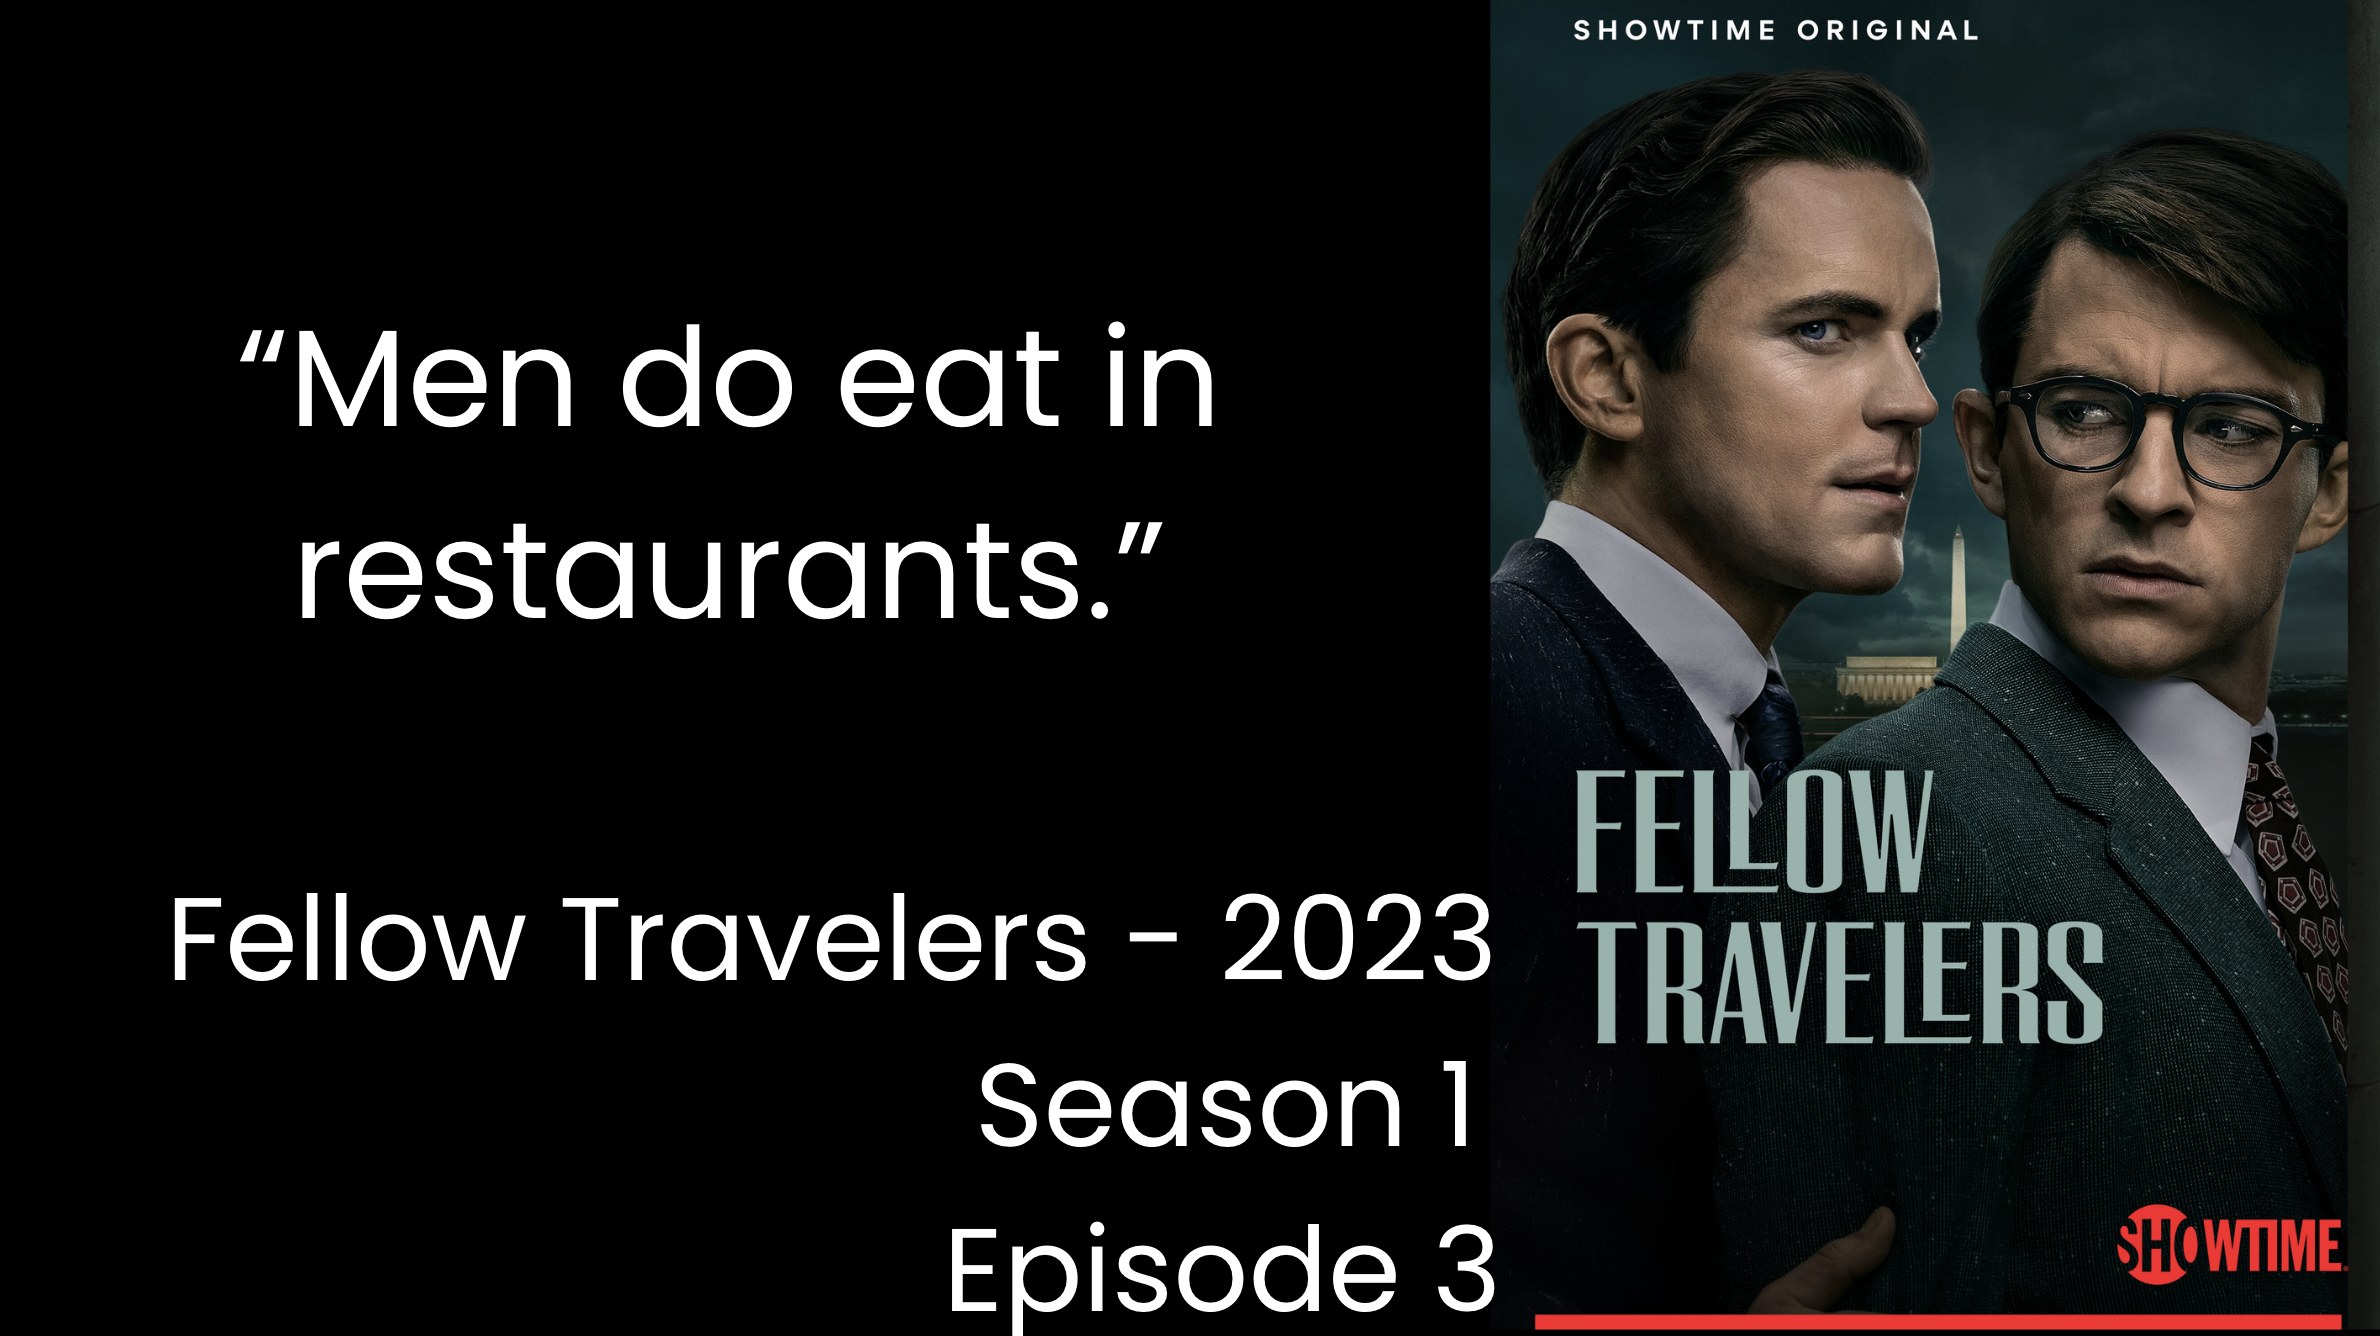 “Men do eat in
restaurants.”
Fellow Travelers - 2023
Season 1
Episode 3
SHOWTIME ORIGINAL
FELLOW
TRAVELERS
SHOWTIME